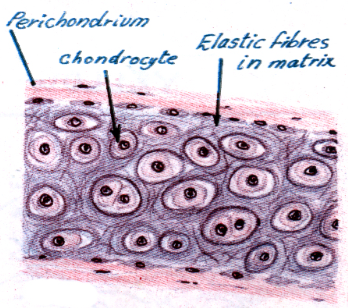 Perichondrium
chondrocyte
Elastic fibres
in matrix